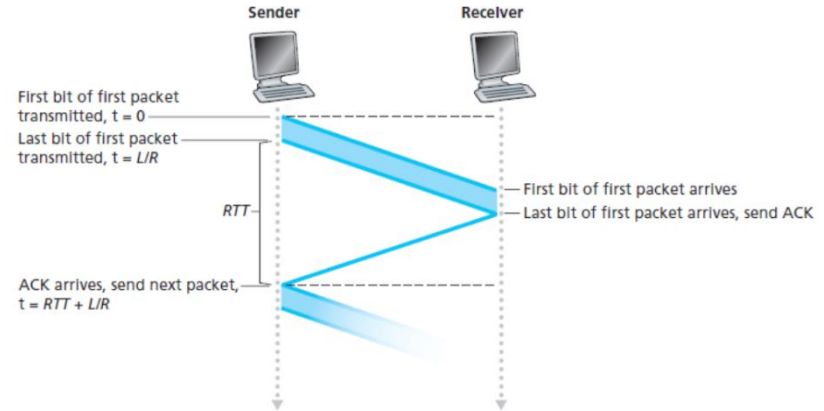 Sender
Receiver
First bit of first packet
transmitted, t = 0
Last bit of first packet
transmitted, t = L/R
First bit of first packet arrives
RTT
Last bit of first packet arrives, send ACK
ACK arrives, send next packet,
t = RTT + L/R